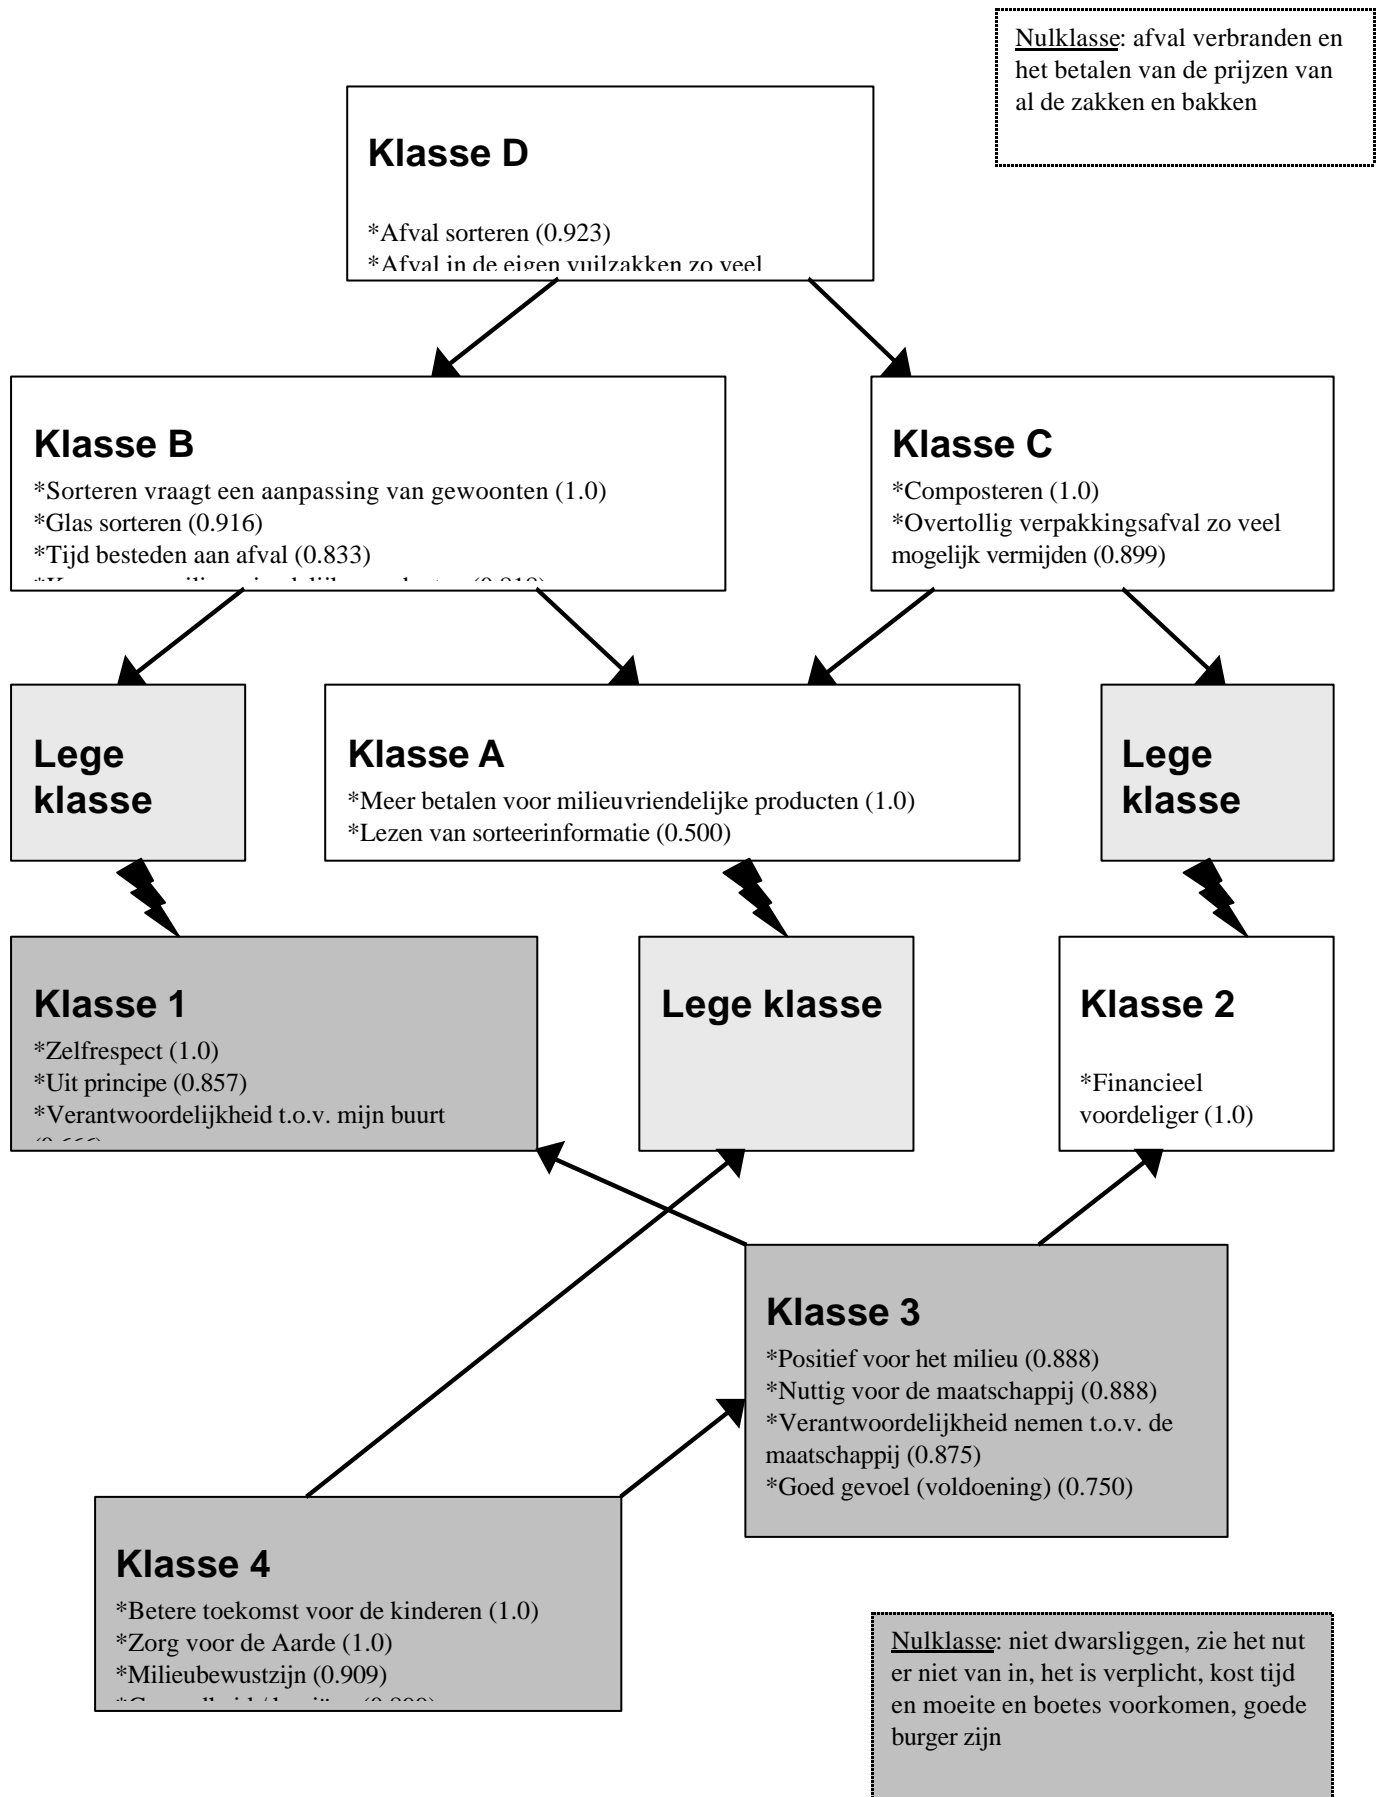 Nulklasse: afval verbranden en
het betalen van de prijzen van
al de zakken en bakken
Klasse D
*Afval sorteren (0.923)
*Afval in de eigen vuilzakken zo veel
Klasse B
*Sorteren vraagt een aanpassing van gewoonten (1.0)
*Glas sorteren (0.916)
*Tijd besteden aan afval (0.833)
Klasse C
*Composteren (1.0)
*Overtollig verpakkingsafval zo veel
mogelijk vermijden (0.899)
Lege
klasse
Klasse A
*Meer betalen voor milieuvriendelijke producten (1.0)
*Lezen van sorteerinformatie (0.500)
Lege
klasse
Klasse 1
*Zelfrespect (1.0)
*Uit principe (0.857)
*Verantwoordelijkheid t.o.v. mijn buurt
Lege klasse
Klasse 2
*Financieel
voordeliger (1.0)
Klasse 3
*Positief voor het milieu (0.888)
*Nuttig voor de maatschappij (0.888)
*Verantwoordelijkheid nemen t.o.v. de
maatschappij (0.875)
*Goed gevoel (voldoening) (0.750)
Klasse 4
*Betere toekomst voor de kinderen (1.0)
*Zorg voor de Aarde (1.0)
*Milieubewustzijn (0.909)
Nulklasse: niet dwarsliggen, zie het nut
er niet van in, het is verplicht, kost tijd
en moeite en boetes voorkomen, goede
burger zijn